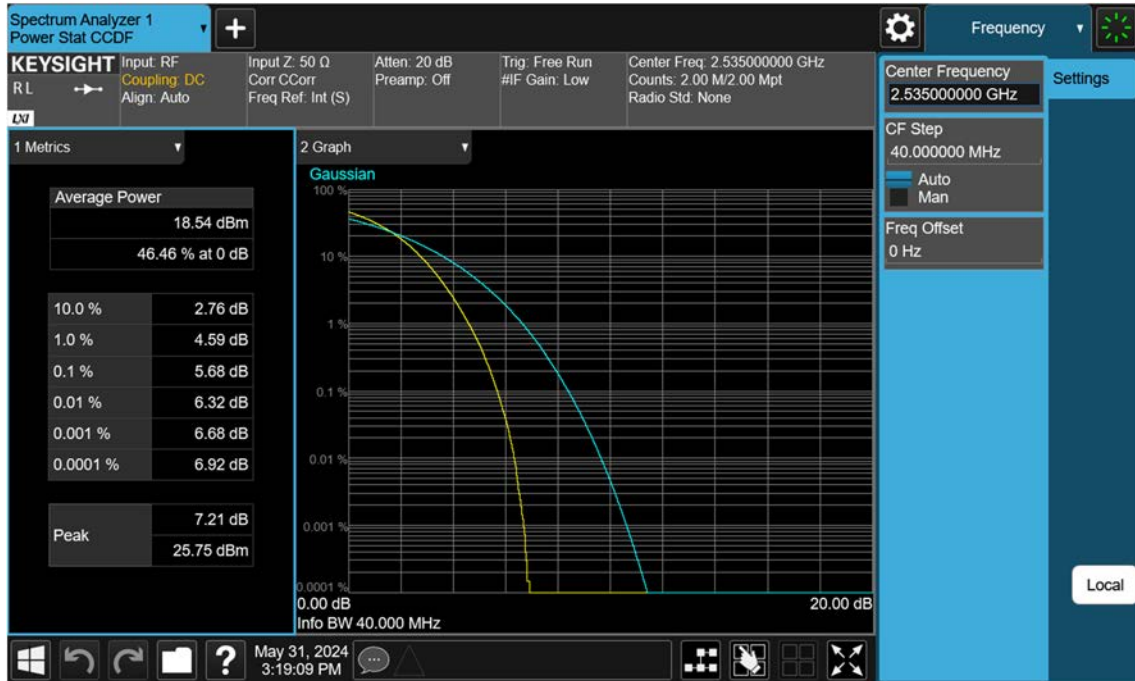 Spectrum Analyzer 1
Power Stat CCDF
Frequency
KEYSIGHT
R L
LXI
Input: RF
Coupling: DC
Align: Auto
Input Z: 50 Ω
Corr CCorr
Freq Ref: Int (S)
Atten: 20 dB
Preamp: Off
Trig: Free Run
#IF Gain: Low
Center Freq: 2.535000000 GHz
Counts: 2.00 M/2.00 Mpt
Radio Std: None
Center Frequency
2.535000000 GHz
Settings
CF Step
40.000000 MHz
Auto
Man
Freq Offset
0 Hz
1 Metrics
Average Power
18.54 dBm
46.46 % at 0 dB
10.0 % 2.76 dB
1.0 % 4.59 dB
0.1 % 5.68 dB
0.01 % 6.32 dB
0.001 % 6.68 dB
0.0001 % 6.92 dB
Peak
7.21 dB
25.75 dBm
2 Graph
Gaussian
100 %
10 %
1 %
0.1 %
0.01 %
0.001 %
0.0001 %
0.00 dB 20.00 dB
Info BW 40.000 MHz
Local
?
May 31, 2024
3:19:09 PM